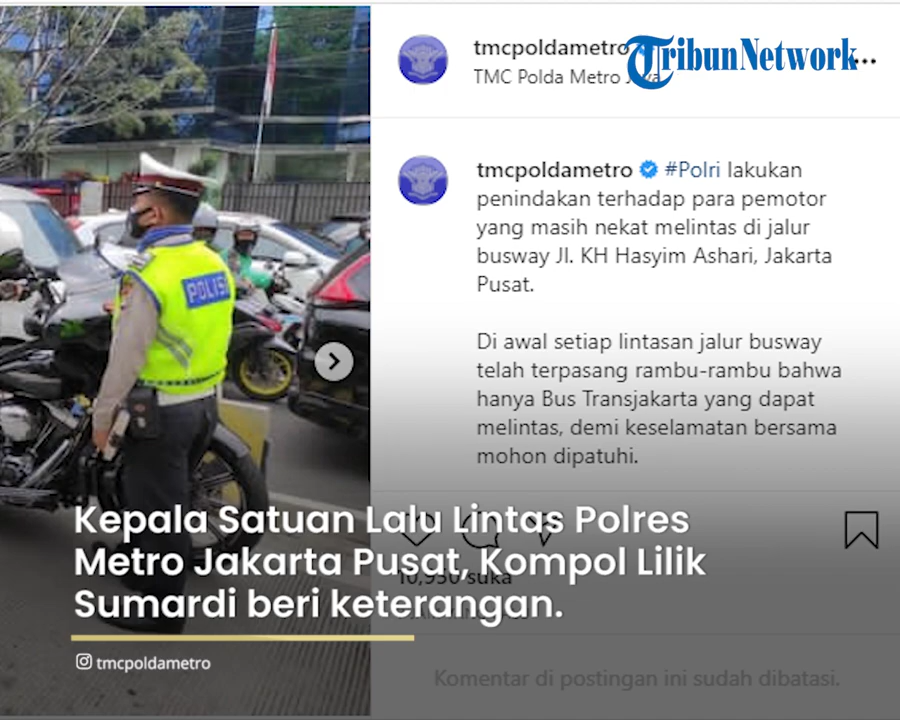 tmcpoldametro
TribunNetwork
TMC Polda Metro
tmcpoldametro #Polri lakukan
penindakan terhadap para pemotor
yang masih nekat melintas di jalur
busway Jl. KH Hasyim Ashari, Jakarta
Pusat.
Di awal setiap lintasan jalur busway
telah terpasang rambu-rambu bahwa
hanya Bus Transjakarta yang dapat
melintas, demi keselamatan bersama
mohon dipatuhi.
POLISI
Kepala Satuan Lalu Lintas Polres
Metro Jakarta Pusat, Kompol Lilik
Sumardi beri keterangan.
10,930 suka
tmcpoldametro
Komentar di postingan ini sudah dibatasi.